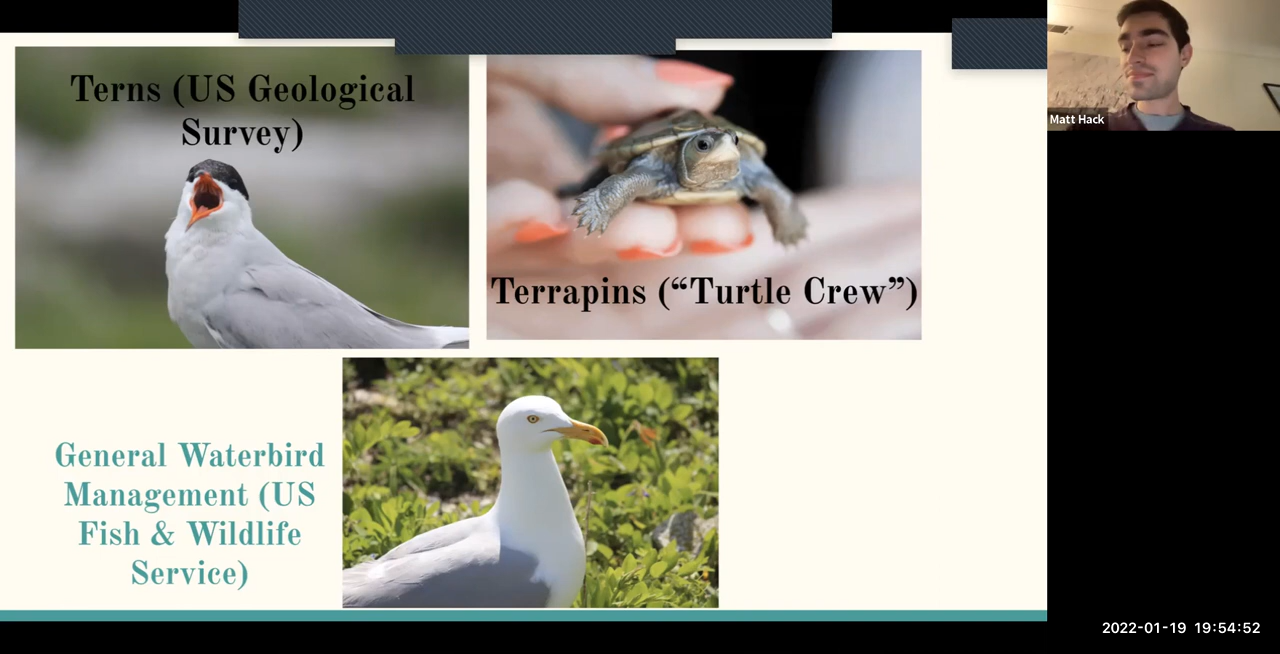 Terns (US Geological
Survey)
Terrapins (“Turtle Crew”)
General Waterbird
Management (US
Fish & Wildlife
Service)
Matt Hack
2022-01-19 19:54:52